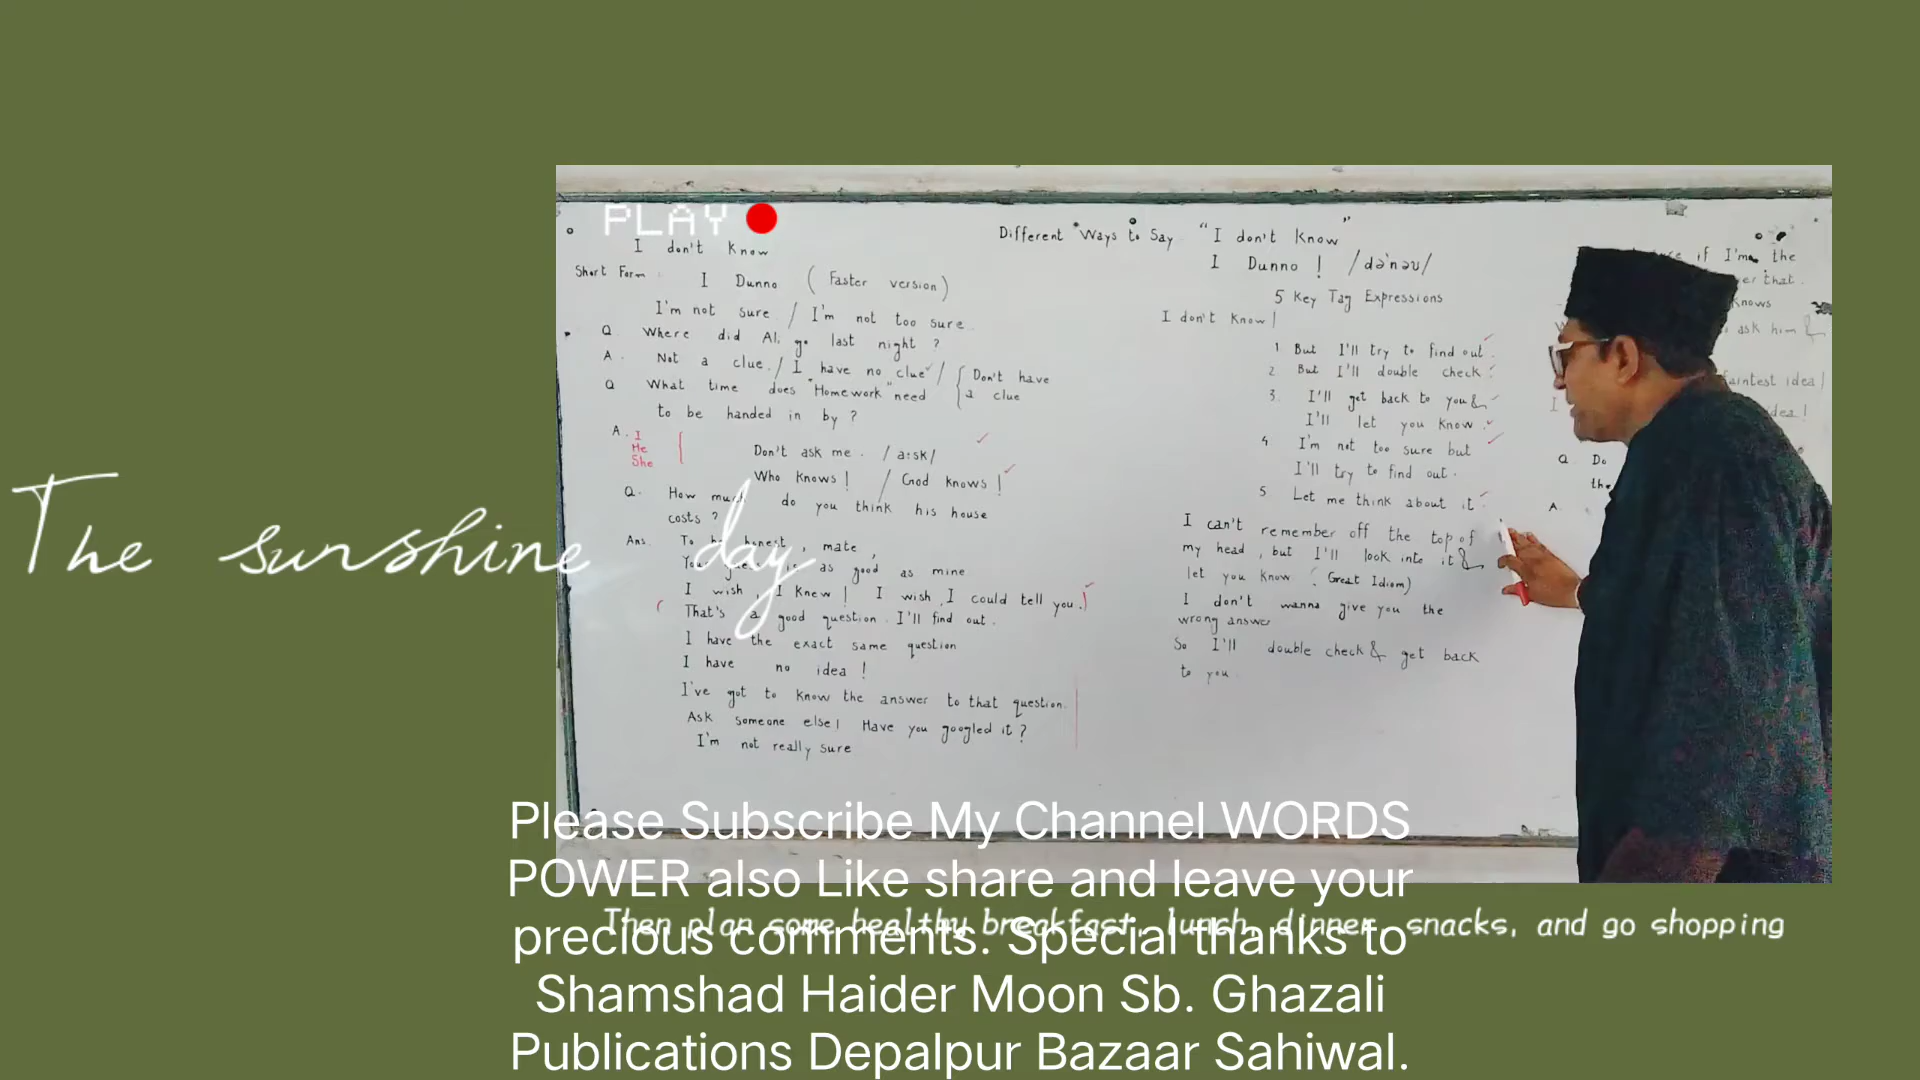 PLAY
Different Ways to Say "I don't Know"
I Dunno ! /də'nəʊ/
I don't Know
Short Form : I Dunno (Faster version)
I'm not sure / I'm not too sure.
Q. Where did Ali go last night ?
A. Not a clue. / I have no clue / { Don't have a clue
Q What time does "Homework" need
to be handed in by ?
A. I
He
She
Don't ask me. /a:sk/
Who Knows ! / God knows !
Q. How much do you think his house
costs ?
Ans. To be honest, mate,
Your guess is as good as mine
I wish, I Knew ! I wish, I could tell you.!
( That's a good question. I'll find out.
I have the exact same question
I have no idea !
I've got to know the answer to that question.
Ask someone else! Have you googled it ?
I'm not really sure
5 Key Tag Expressions
I don't Know !
1 But I'll try to find out.
2 But I'll double check.
3. I'll get back to you &
I'll let you know.
4 I'm not too sure but
I'll try to find out.
5 Let me think about it.
I can't remember off the top of
my head, but I'll look into it &
let you know (Great Idiom)
I don't wanna give you the
wrong answer
So I'll double check & get back
to you.
if I'm the
that.
Knows
ask him &
faintest idea!
I
idea!
Q. Do
the
A.
The sunshine day
Please Subscribe My Channel WORDS
POWER also Like share and leave your
precious comments. Special thanks to
Shamshad Haider Moon Sb. Ghazali
Publications Depalpur Bazaar Sahiwal.
Then plan some healthy breakfast, lunch, dinner, snacks, and go shopping